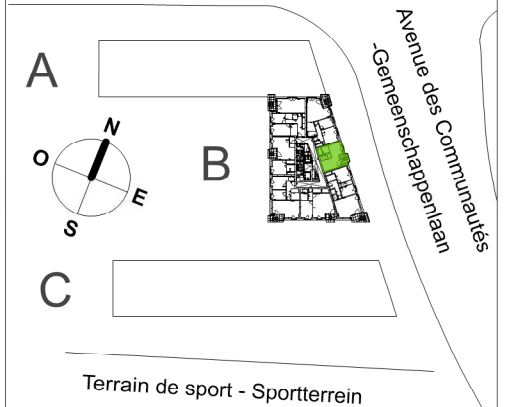 A
Avenue des Communautés
-Gemeenschappenlaan
N
O
B
E
S
C
Terrain de sport - Sportterrein